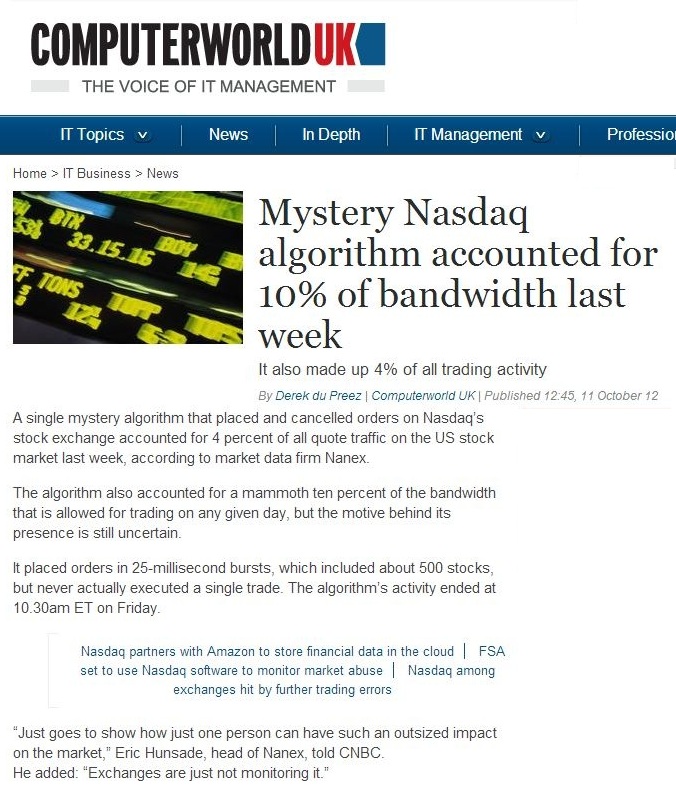 COMPUTERWORLDUK
THE VOICE OF IT MANAGEMENT
IT Topics News In Depth IT Management Professio
Home > IT Business > News
BTX
33.15.16
TONS
Mystery Nasdaq
algorithm accounted for
10% of bandwidth last
week
It also made up 4% of all trading activity
By Derek du Preez | Computerworld UK | Published 12:45, 11 October 12
A single mystery algorithm that placed and cancelled orders on Nasdaq's
stock exchange accounted for 4 percent of all quote traffic on the US stock
market last week, according to market data firm Nanex.
The algorithm also accounted for a mammoth ten percent of the bandwidth
that is allowed for trading on any given day, but the motive behind its
presence is still uncertain.
It placed orders in 25-millisecond bursts, which included about 500 stocks,
but never actually executed a single trade. The algorithm's activity ended at
10.30am ET on Friday.
Nasdaq partners with Amazon to store financial data in the cloud | FSA
set to use Nasdaq software to monitor market abuse | Nasdaq among
exchanges hit by further trading errors
“Just goes to show how just one person can have such an outsized impact
on the market,” Eric Hunsade, head of Nanex, told CNBC.
He added: “Exchanges are just not monitoring it.”